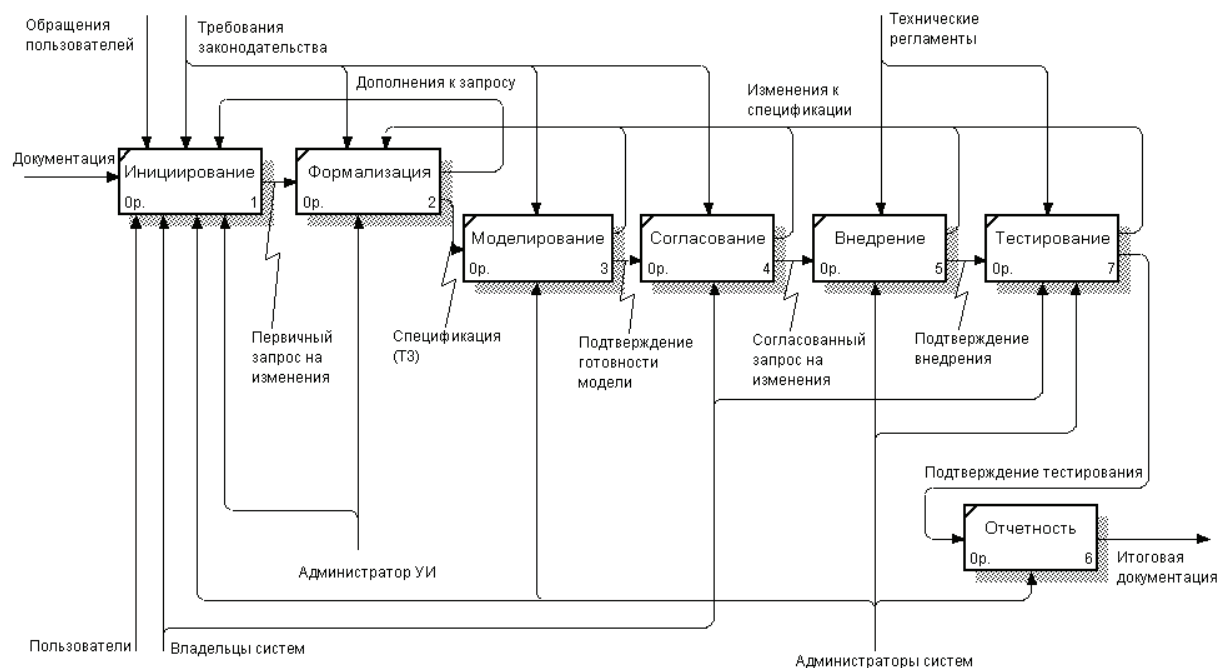 Обращения
пользователей
Требования
законодательства
Технические
регламенты
Дополнения к запросу
Изменения к
спецификации
Документация
Инициирование
0р.
1
Формализация
0р.
2
Моделирование
0р.
3
Согласование
0р.
4
Внедрение
0р.
5
Тестирование
0р.
7
Первичный
запрос на
изменения
Спецификация
(ТЗ)
Подтверждение
готовности
модели
Согласованный
запрос на
изменения
Подтверждение
внедрения
Подтверждение тестирования
Отчетность
0р.
6
Итоговая
документация
Администратор УИ
Пользователи
Владельцы систем
Администраторы систем